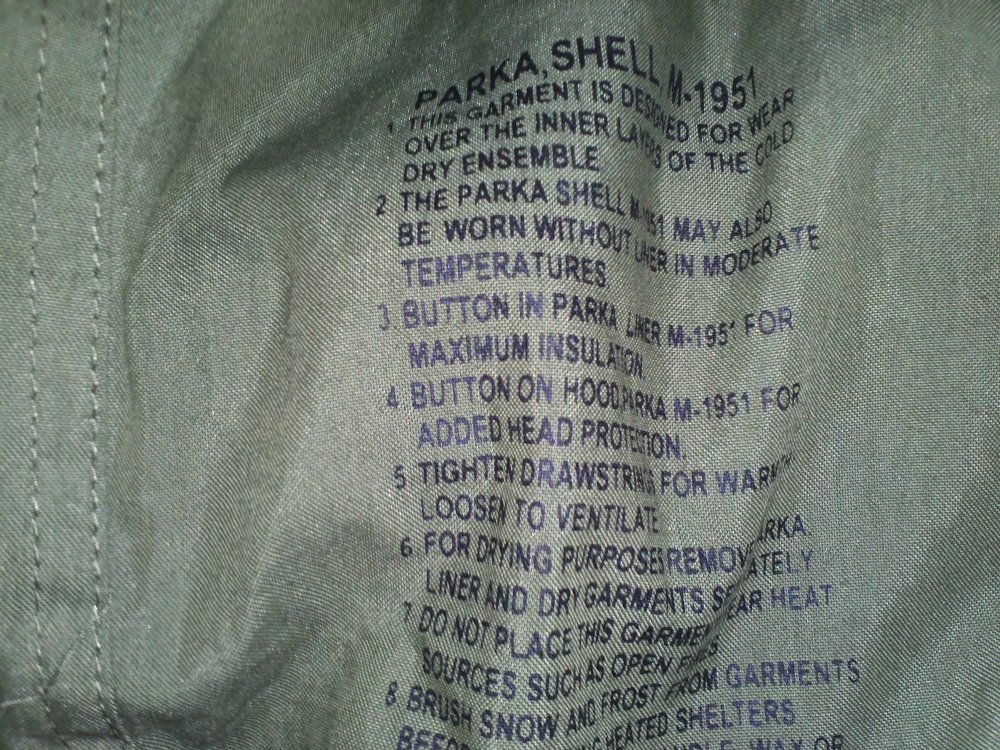 PARKA, SHELL M-1951
1 THIS GARMENT IS DESIGNED FOR WEAR
OVER THE INNER LAYERS OF THE COLD
DRY ENSEMBLE
2 THE PARKA SHELL M-1951 MAY ALSO
BE WORN WITHOUT LINER IN MODERATE
TEMPERATURES
3. BUTTON IN PARKA LINER M-1951 FOR
MAXIMUM INSULATION
4 BUTTON ON HOOD PARKA M-1951 FOR
ADDED HEAD PROTECTION.
5 TIGHTEN DRAWSTRING FOR WARMTH
LOOSEN TO VENTILATE
6 FOR DRYING PURPOSES REMOVE PARKA
LINER AND DRY GARMENTS SEPARATELY
7 DO NOT PLACE THIS GARMENT NEAR HEAT
SOURCES SUCH AS OPEN FIRES
8 BRUSH SNOW AND FROST FROM GARMENTS
HEATED SHELTERS
WAX OR